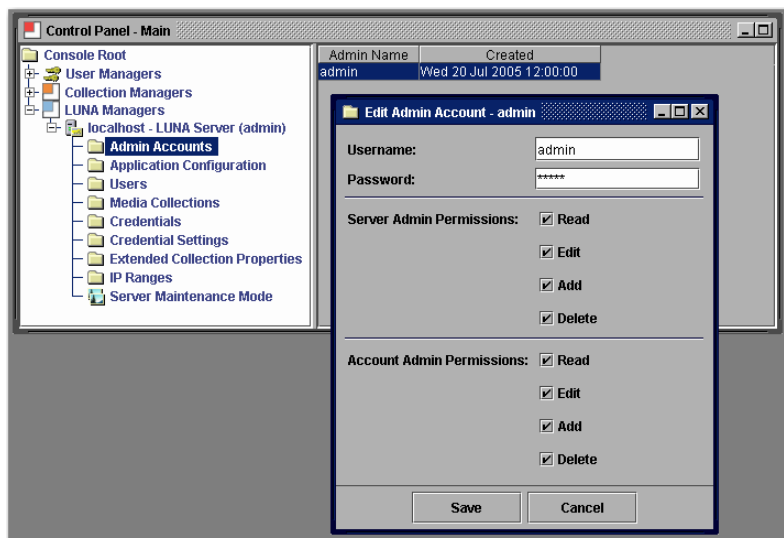 Control Panel - Main
Console Root
User Managers
Collection Managers
LUNA Managers
localhost - LUNA Server (admin)
Admin Accounts
Application Configuration
Users
Media Collections
Credentials
Credential Settings
Extended Collection Properties
IP Ranges
Server Maintenance Mode
Admin Name Created
admin Wed 20 Jul 2005 12:00:00
Edit Admin Account - admin
Username: admin
Password: *****
Server Admin Permissions: Read
Edit
Add
Delete
Account Admin Permissions: Read
Edit
Add
Delete
Save Cancel